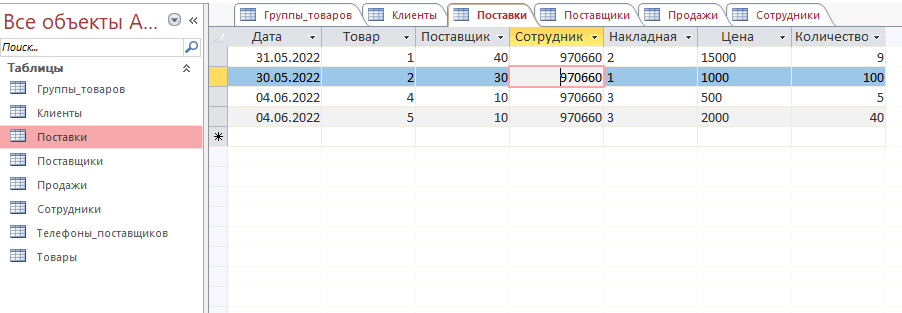 Все объекты A...
Поиск...
Таблицы
Группы_товаров
Клиенты
Поставки
Поставщики
Продажи
Сотрудники
Телефоны_поставщиков
Товары
Группы_товаров Клиенты Поставки Поставщики Продажи Сотрудники
Дата Товар Поставщик Сотрудник Накладная Цена Количество
31.05.2022 1 40 970660 2 15000 9
30.05.2022 2 30 970660 1 1000 100
04.06.2022 4 10 970660 3 500 5
04.06.2022 5 10 970660 3 2000 40